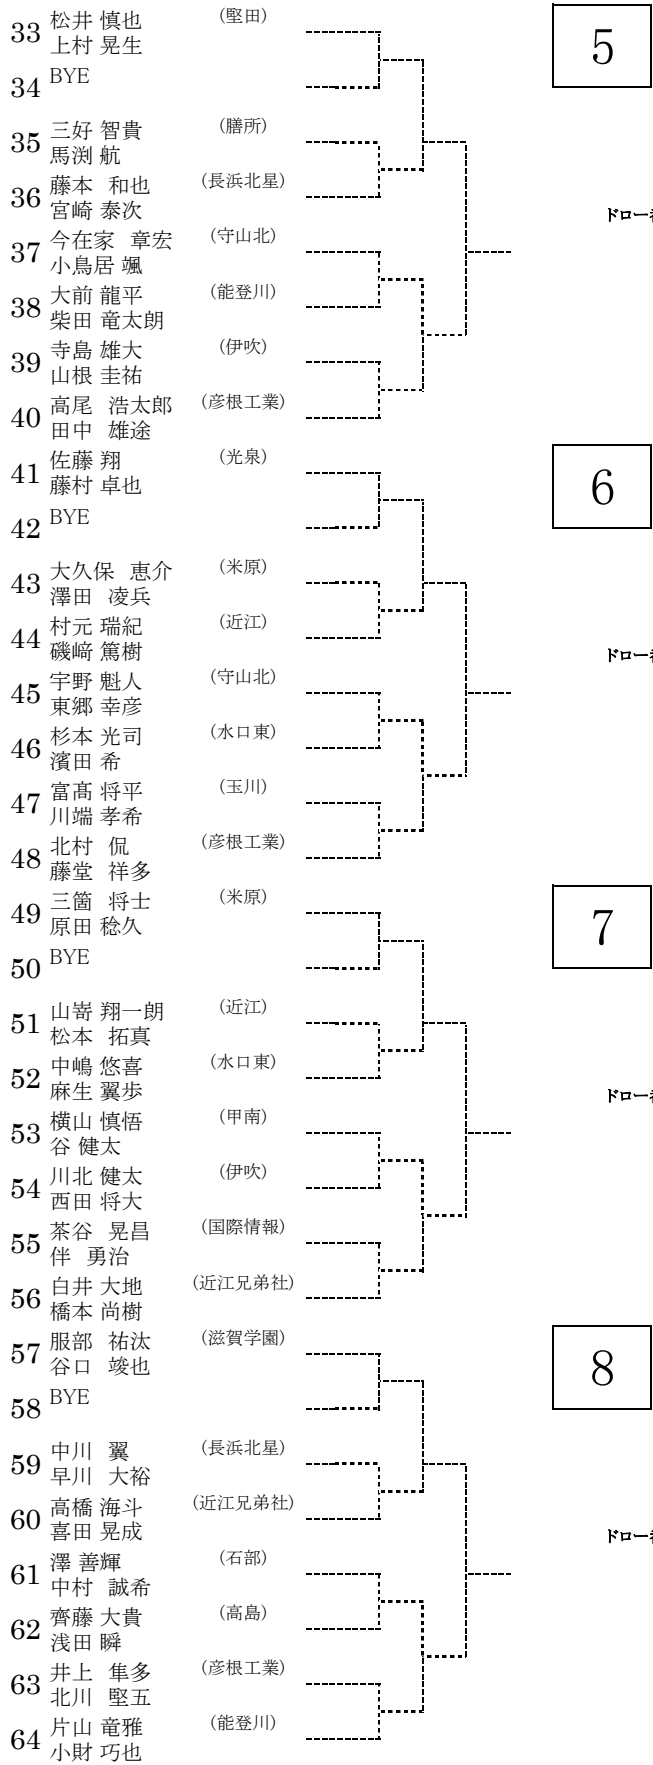 33 松井 慎也 (堅田)
上村 晃生
5
34 BYE
35 三好 智貴 (膳所)
馬渕 航
36 藤本 和也 (長浜北星)
宮崎 泰次
ドロー
37 今在家 章宏 (守山北)
小鳥居 颯
38 大前 龍平 (能登川)
柴田 竜太朗
39 寺島 雄大 (伊吹)
山根 圭祐
40 高尾 浩太郎 (彦根工業)
田中 雄途
41 佐藤 翔 (光泉)
藤村 卓也
6
42 BYE
43 大久保 恵介 (米原)
澤田 凌兵
44 村元 瑞紀 (近江)
磯﨑 篤樹
ドロー
45 宇野 魁人 (守山北)
東郷 幸彦
46 杉本 光司 (水口東)
濱田 希
47 富髙 将平 (玉川)
川端 孝希
48 北村 侃 (彦根工業)
藤堂 祥多
49 三箇 将士 (米原)
原田 稔久
7
50 BYE
51 山嵜 翔一朗 (近江)
松本 拓真
52 中嶋 悠喜 (水口東)
麻生 翼歩
ドロー
53 横山 慎悟 (甲南)
谷 健太
54 川北 健太 (伊吹)
西田 将大
55 茶谷 晃昌 (国際情報)
伴 勇治
56 白井 大地 (近江兄弟社)
橋本 尚樹
57 服部 祐汰 (滋賀学園)
谷口 竣也
8
58 BYE
59 中川 翼 (長浜北星)
早川 大裕
60 高橋 海斗 (近江兄弟社)
喜田 晃成
ドロー
61 澤 善輝 (石部)
中村 誠希
62 齊藤 大貴 (高島)
浅田 瞬
63 井上 隼多 (彦根工業)
北川 堅五
64 片山 竜雅 (能登川)
小財 巧也